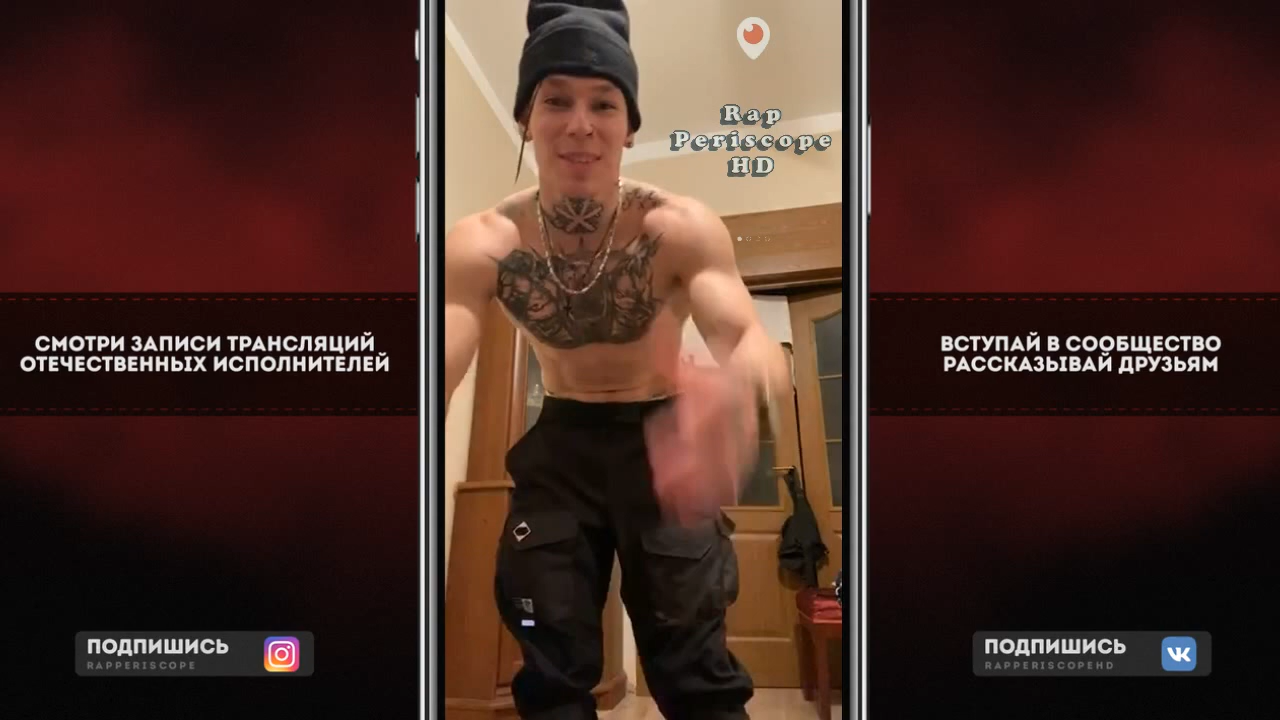 Rap
Periscope
HD
СМОТРИ ЗАПИСИ ТРАНСЛЯЦИЙ
ОТЕЧЕСТВЕННЫХ ИСПОЛНИТЕЛЕЙ
ВСТУПАЙ В СООБЩЕСТВО
РАССКАЗЫВАЙ ДРУЗЬЯМ
ПОДПИШИСЬ
RAPPERISCOPE
ПОДПИШИСЬ
RAPPERISCOPEHD